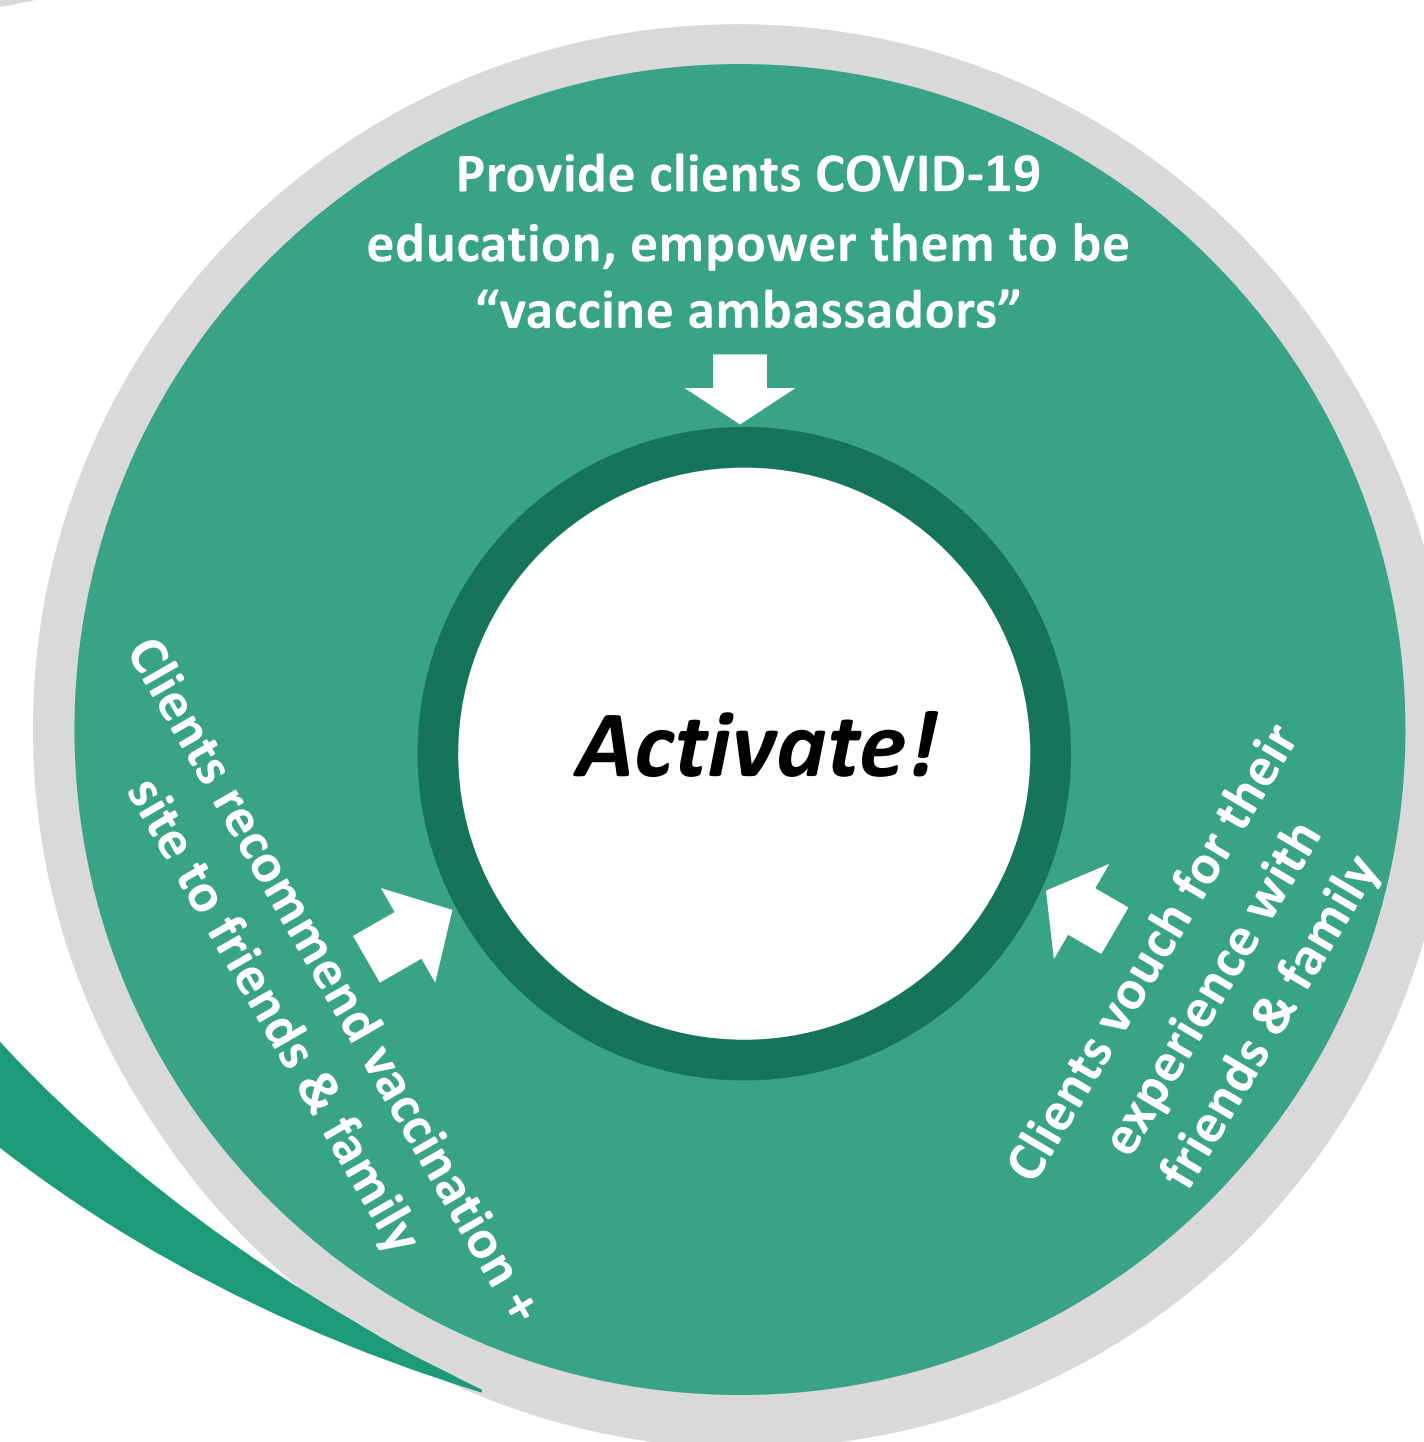 Provide clients COVID-19
education, empower them to be
“vaccine ambassadors”
Activate!
Clients recommend vaccination +
site to friends & family
Clients vouch for their
experience with
friends & family